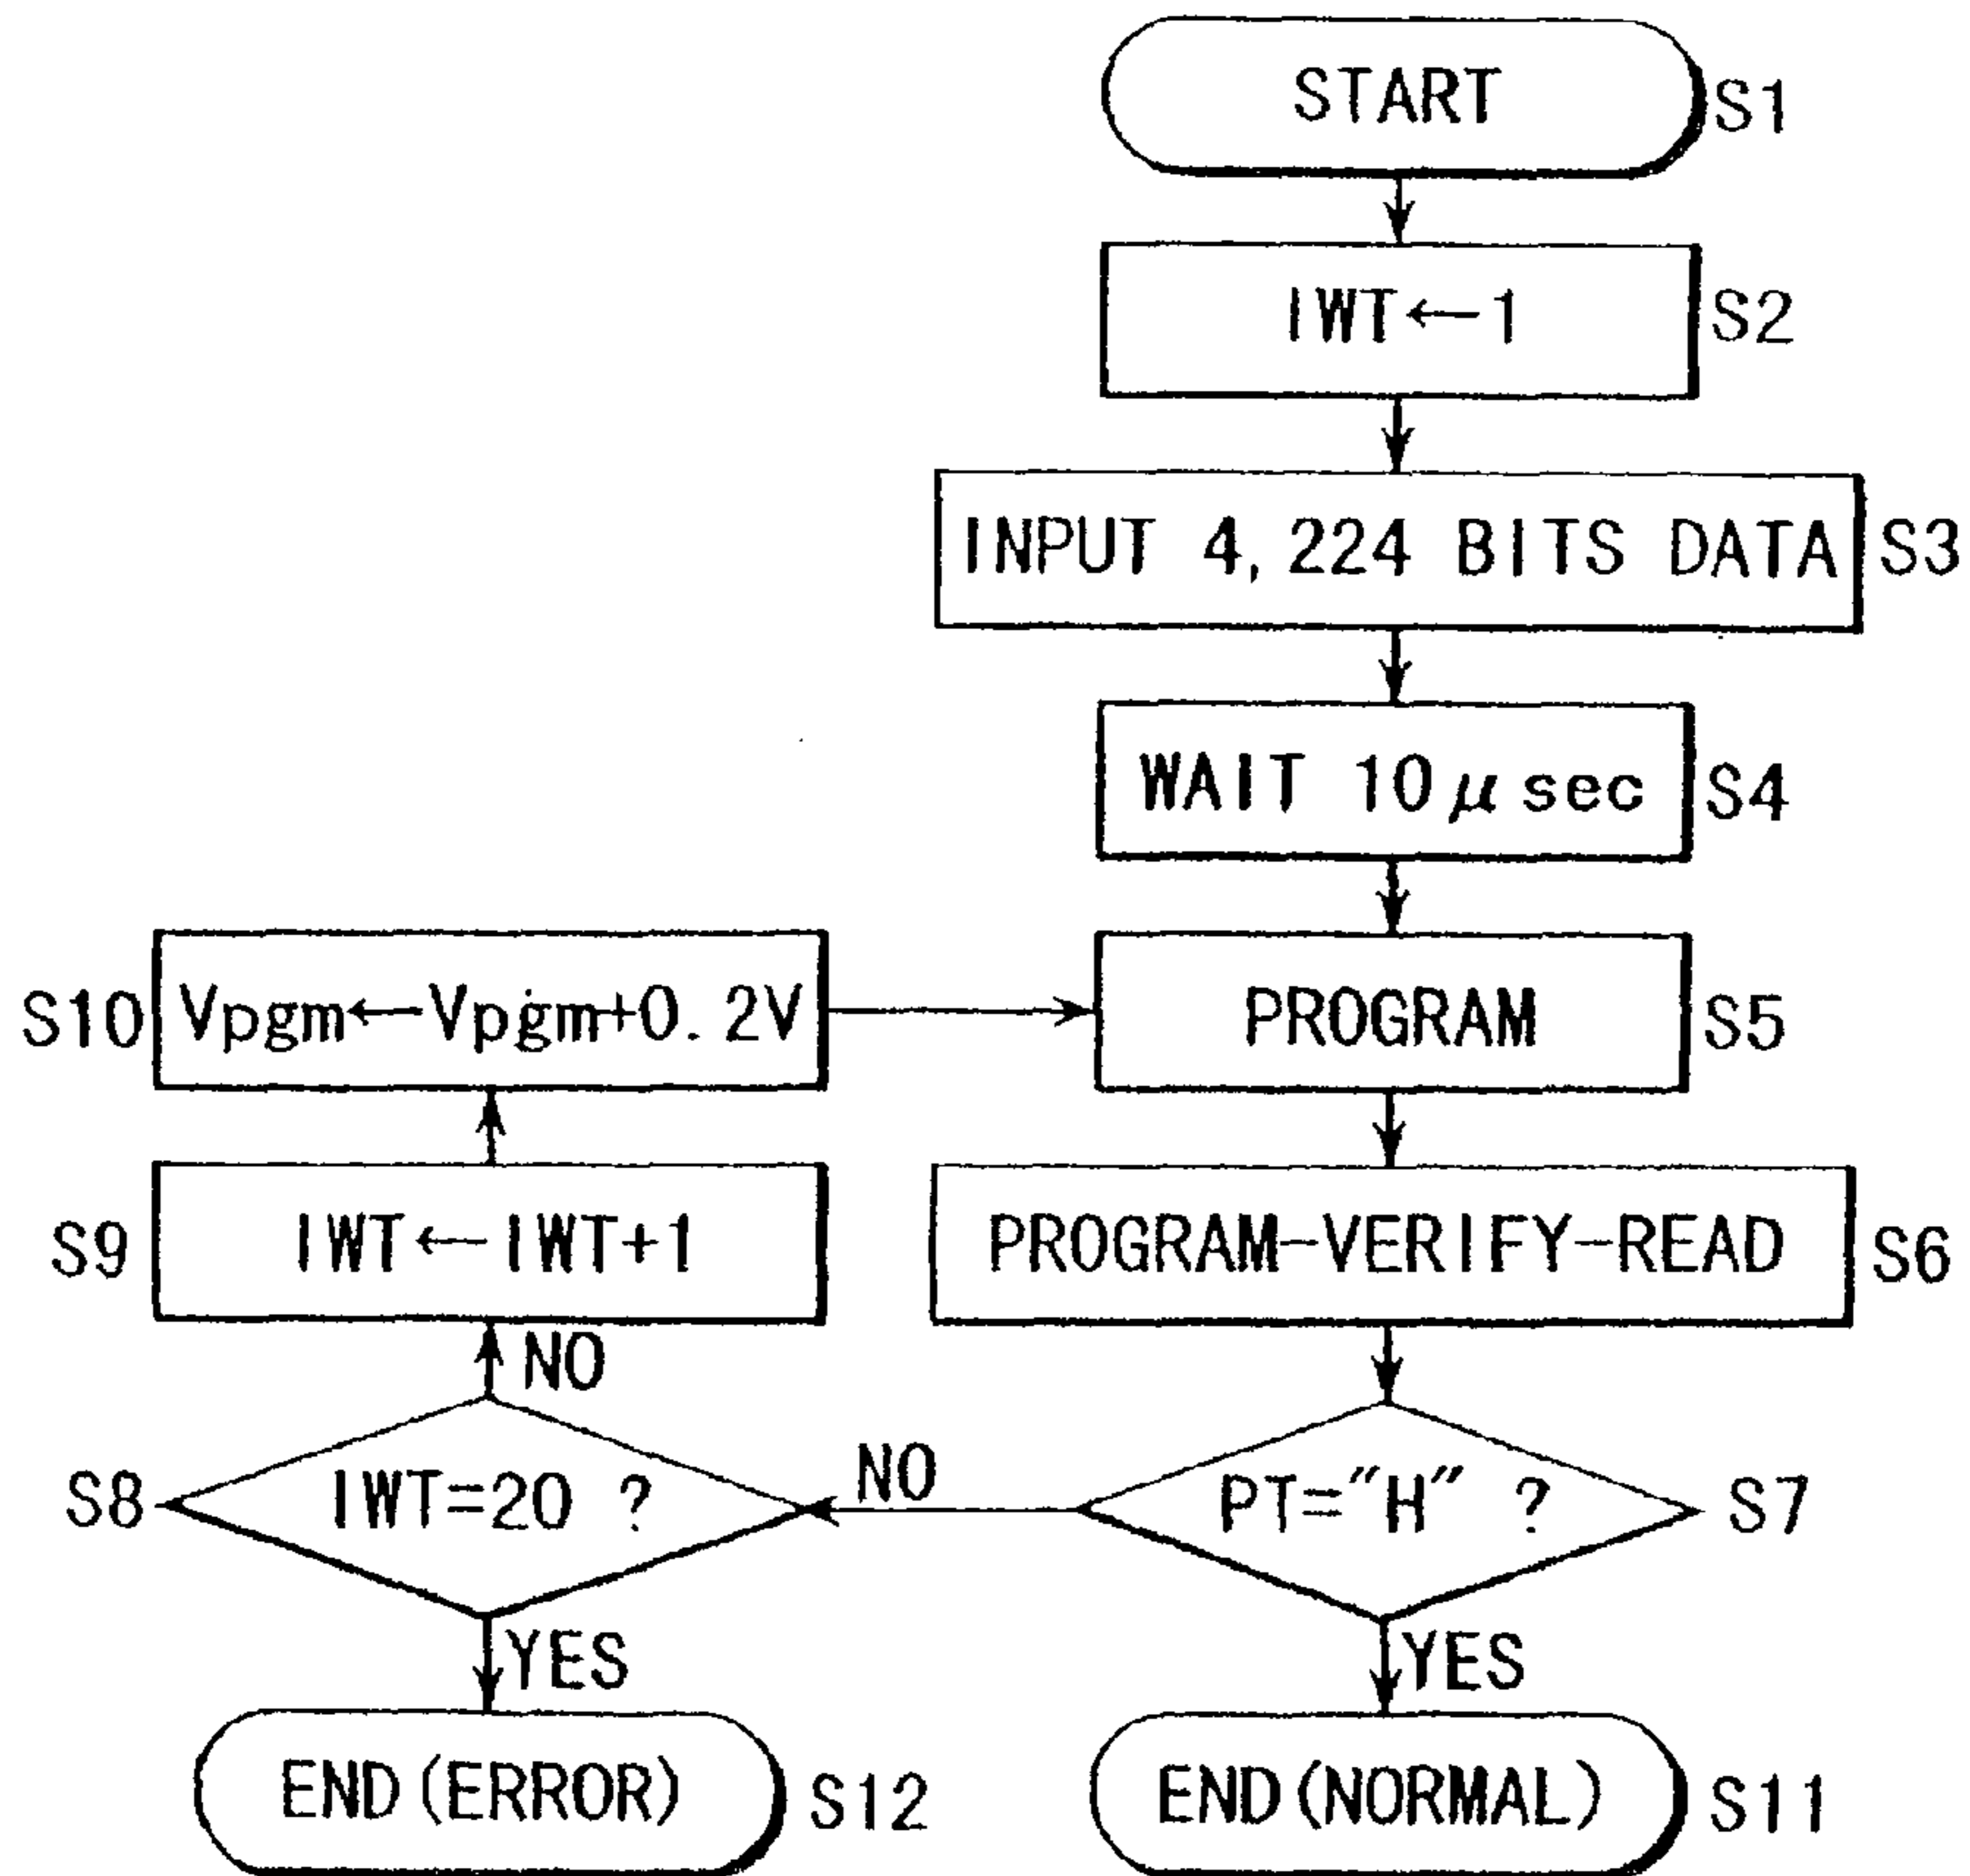 START
S1
IWT←1
S2
INPUT 4,224 BITS DATA
S3
WAIT 10μsec
S4
S10
Vpgm←Vpgm+0.2V
PROGRAM
S5
S9
IWT←IWT+1
PROGRAM-VERIFY-READ
S6
NO
S8
IWT=20 ?
NO
PT="H" ?
S7
YES
YES
END(ERROR)
S12
END(NORMAL)
S11